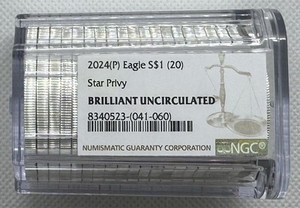 2024(P) Eagle S$1 (20)
Star Privy
BRILLIANT UNCIRCULATED
8340523-(041-060)
NUMISMATIC GUARANTY CORPORATION
NGC®